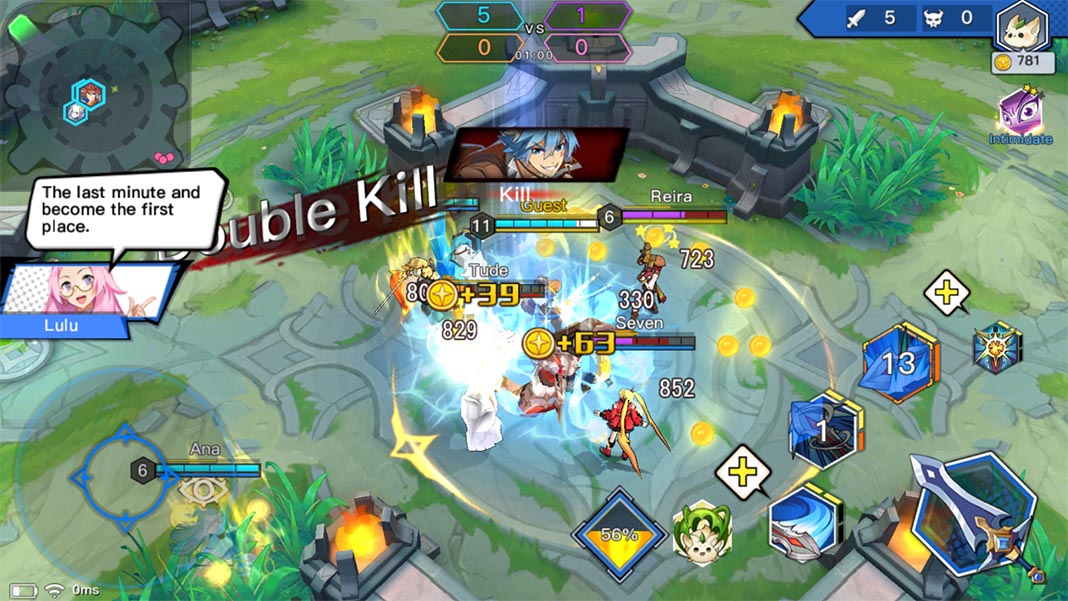 5
VS
1
0
01:00
0
5
0
781
Intimidate
The last minute and
become the first
place.
Lulu
Double Kill
Kill
Guest
11
6
Reira
723
Tude
80
+39
330
829
Seven
+63
852
13
1
Ana
6
56%
0ms